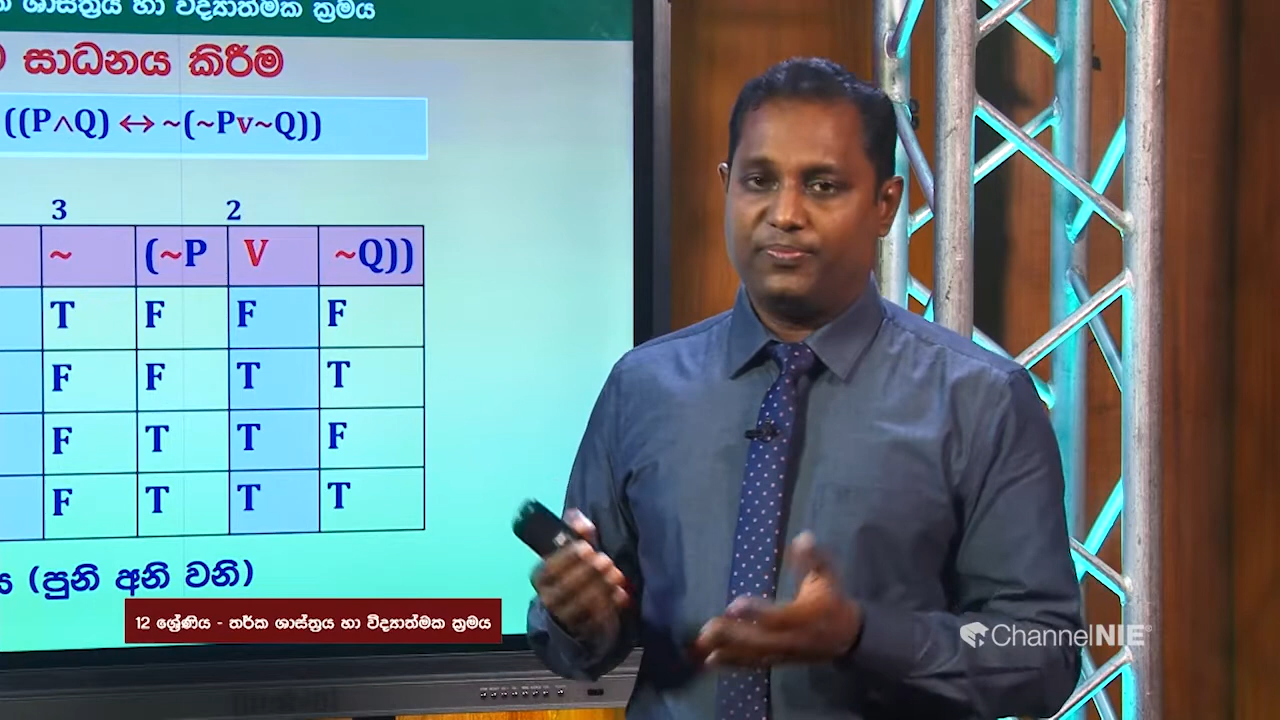 ශාස්ත්‍රය හා විද්‍යාත්මක ක්‍රමය
සාධනය කිරීම
((P∧Q) ↔ ~(~Pv~Q))
3 2
~ (~P V ~Q))
T F F F
F F T T
F T T F
F T T T
(පුනි අනි වනි)
12 ශ්‍රේණිය - තර්ක ශාස්ත්‍රය හා විද්‍යාත්මක ක්‍රමය
ChannelNIE